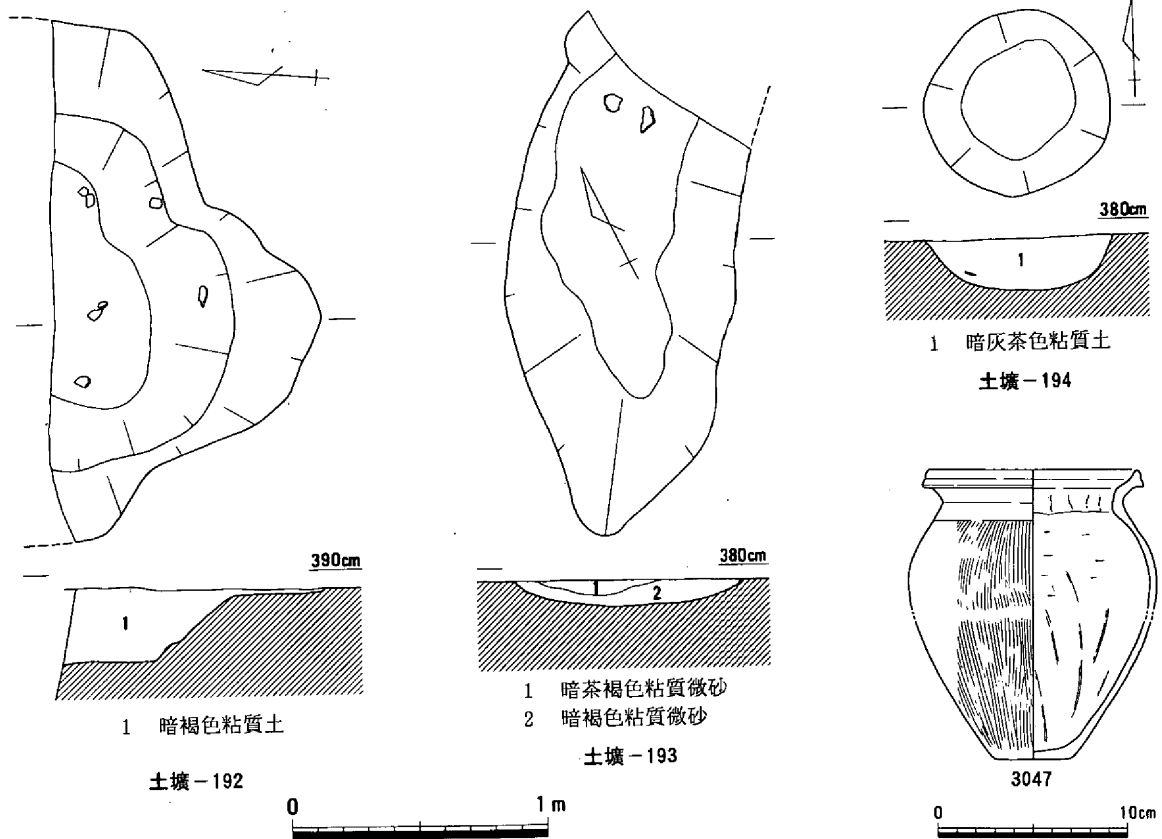 390cm
1
1 暗褐色粘質土
土壙－192
380cm
1
2
1 暗茶褐色粘質微砂
2 暗褐色粘質微砂
土壙－193
380cm
1
1 暗灰茶色粘質土
土壙－194
3047
0 1m
0 10cm